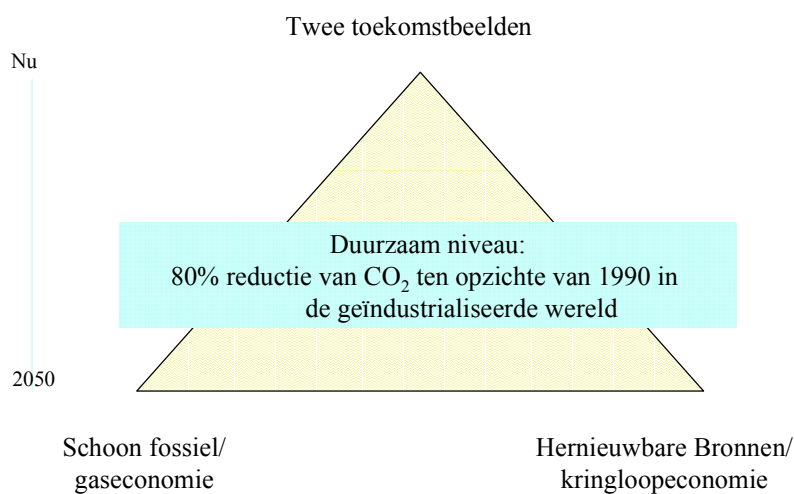 Twee toekomstbeelden
Nu
Duurzaam niveau:
80% reductie van CO₂ ten opzichte van 1990 in
de geïndustrialiseerde wereld
2050
Schoon fossiel/
gaseconomie
Hernieuwbare Bronnen/
kringloopeconomie